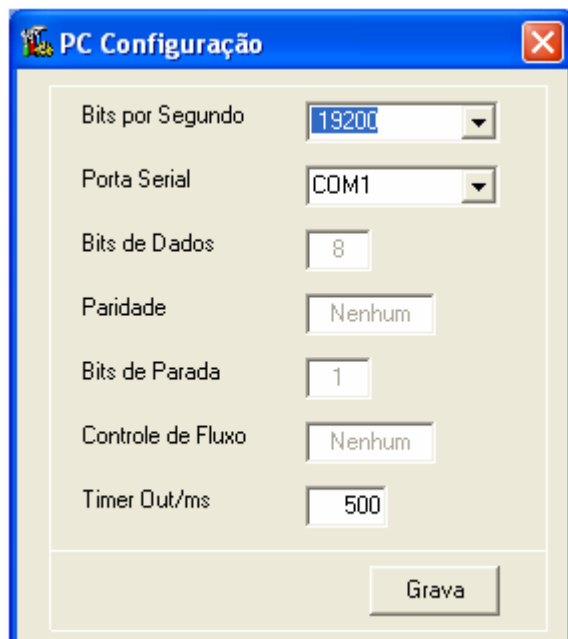 PC Configuração
Bits por Segundo 19200
Porta Serial COM1
Bits de Dados 8
Paridade Nenhum
Bits de Parada 1
Controle de Fluxo Nenhum
Timer Out/ms 500
Grava